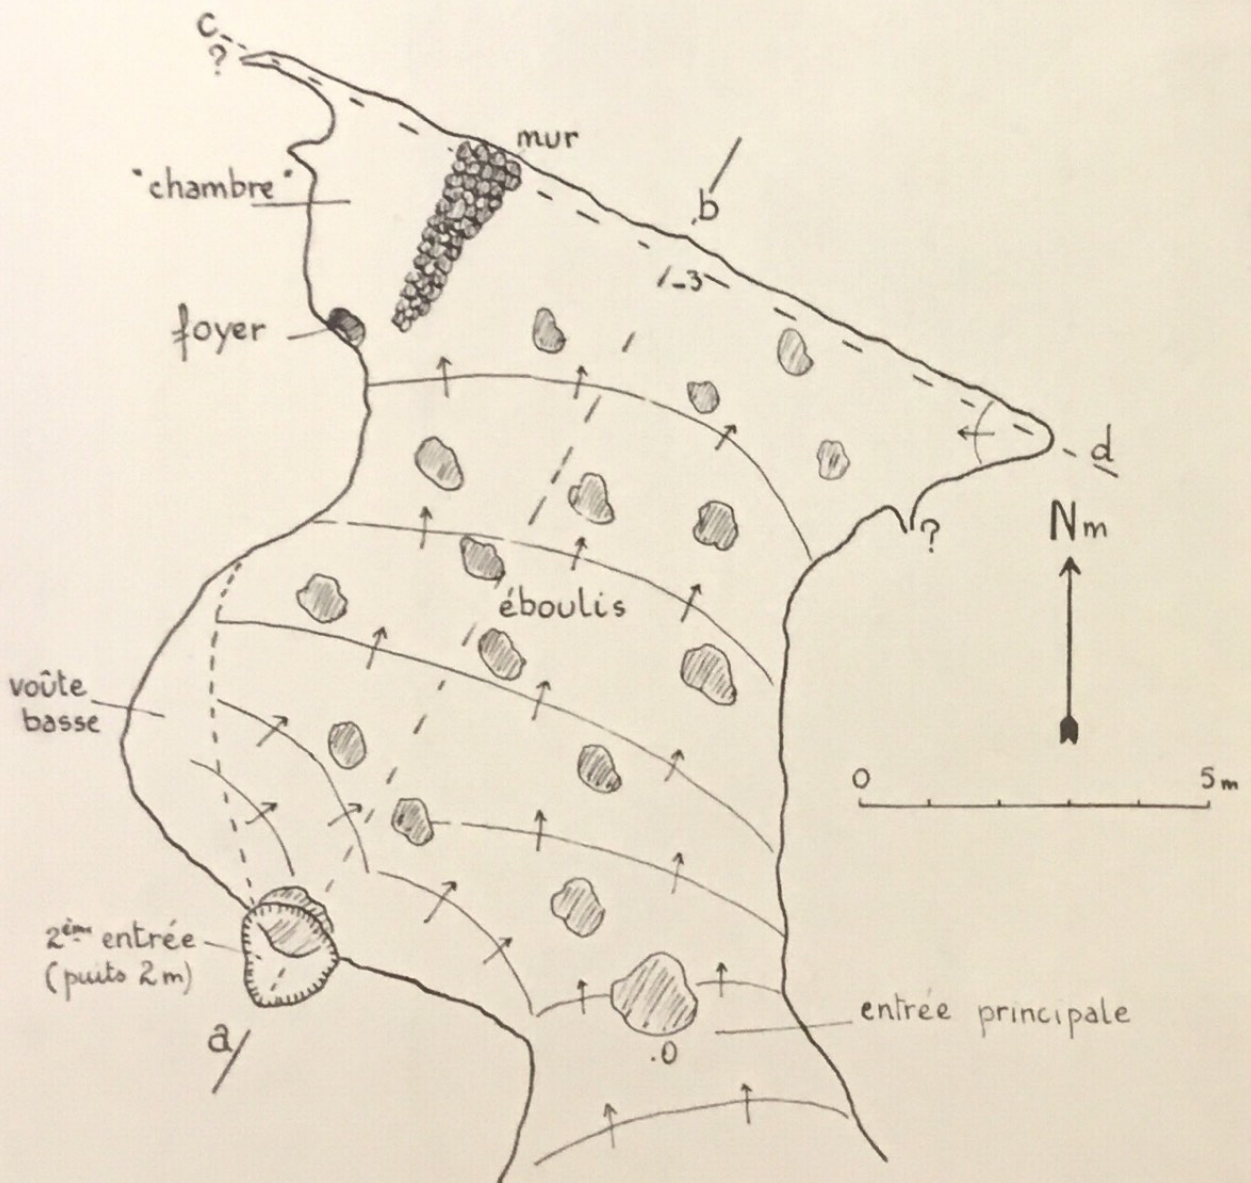 c
?
mur
"chambre"
b
-3
foyer
d
?
Nm
éboulis
voûte
basse
0 5m
2ème entrée
(puits 2m)
entrée principale
.0
a